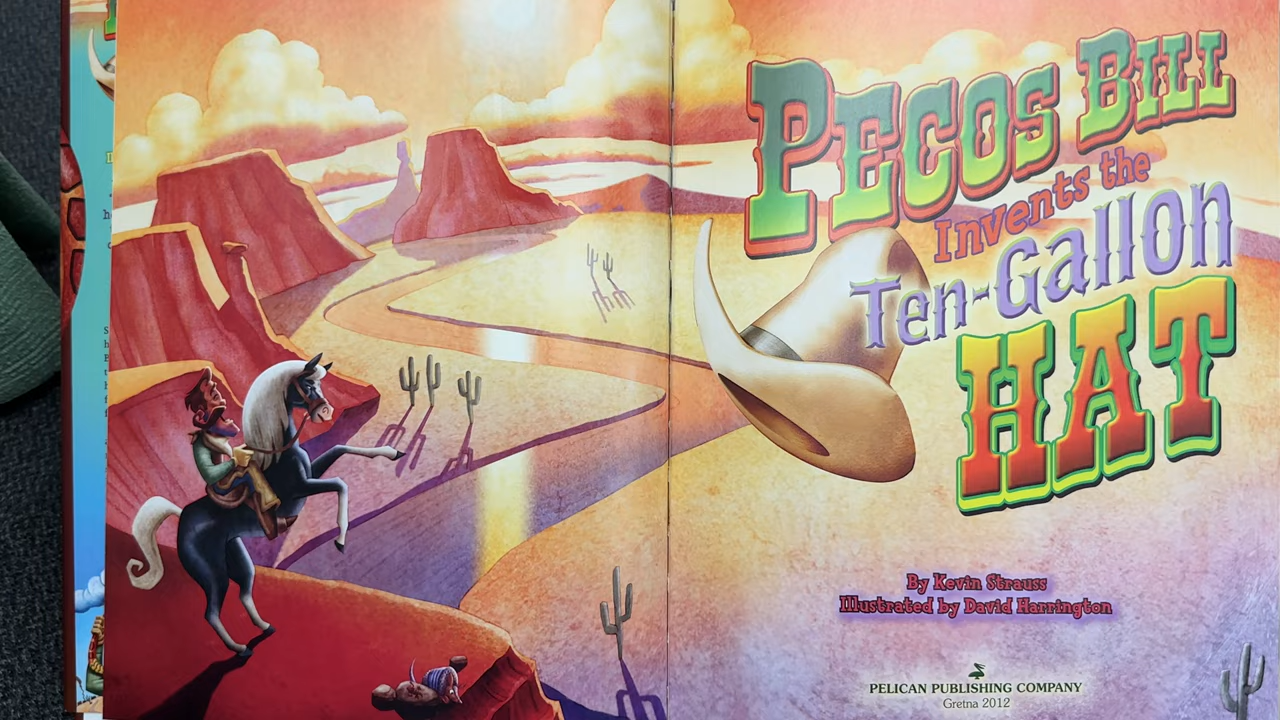 PECOS BILL
Invents the
Ten-Gallon
HAT
By Kevin Strauss
Illustrated by David Harrington
PELICAN PUBLISHING COMPANY
Gretna 2012